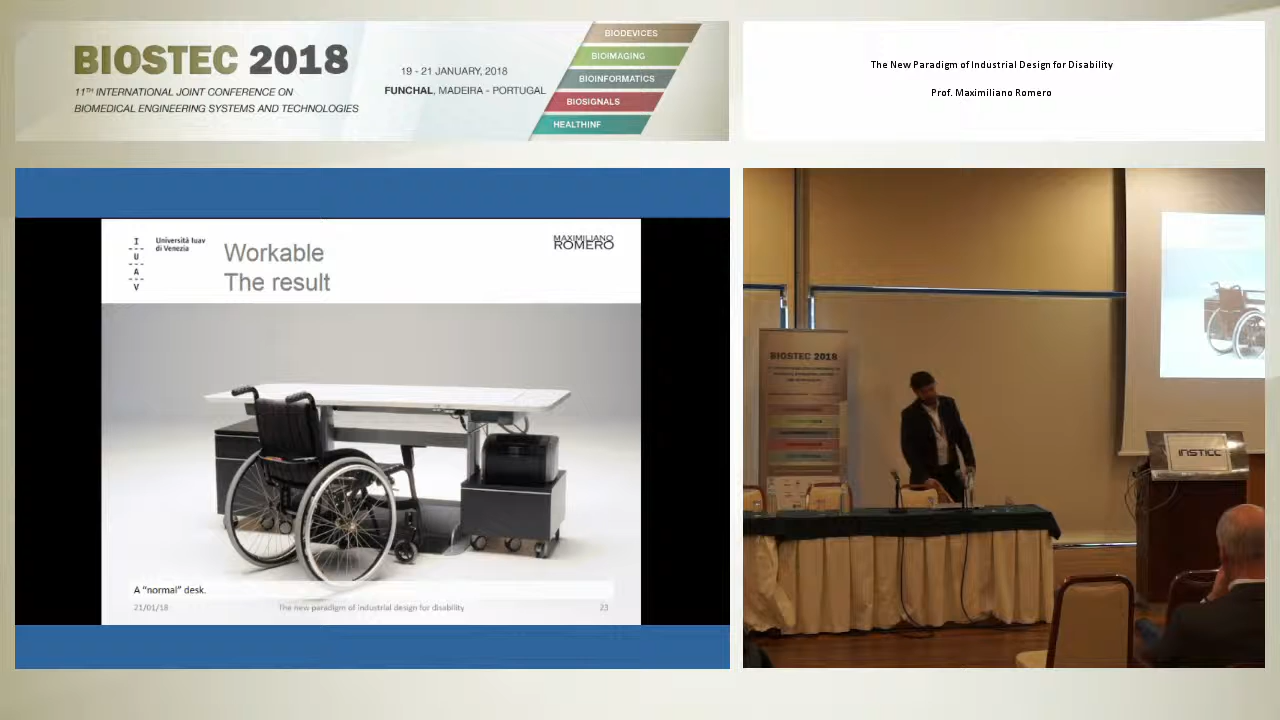 BIOSTEC 2018
11TH INTERNATIONAL JOINT CONFERENCE ON
BIOMEDICAL ENGINEERING SYSTEMS AND TECHNOLOGIES
19 - 21 JANUARY, 2018
FUNCHAL, MADEIRA - PORTUGAL
BIODEVICES
BIOIMAGING
BIOINFORMATICS
BIOSIGNALS
HEALTHINF
The New Paradigm of Industrial Design for Disability
Prof. Maximiliano Romero
I
U
A
V
Università Iuav
di Venezia
Workable
The result
MAXIMILIANO
ROMERO
A “normal” desk.
21/01/18
The new paradigm of industrial design for disability
23
BIOSTEC 2018
INSTICC